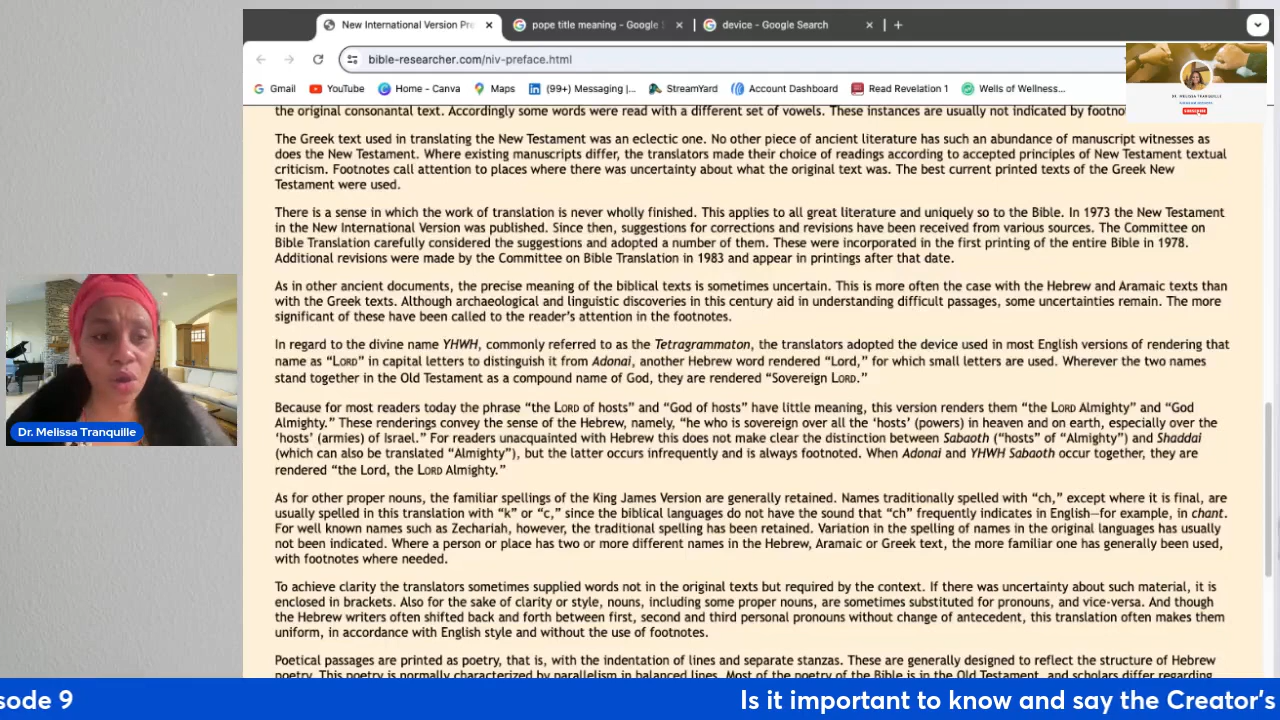 New International Version Pre
pope title meaning - Google S
device - Google Search
bible-researcher.com/niv-preface.html
Gmail
YouTube
Home - Canva
Maps
(99+) Messaging |...
StreamYard
Account Dashboard
Read Revelation 1
Wells of Wellness...
DR. MELISSA TRANQUILLE
SUBSCRIBE
the original consonantal text. Accordingly some words were read with a different set of vowels. These instances are usually not indicated by footno
The Greek text used in translating the New Testament was an eclectic one. No other piece of ancient literature has such an abundance of manuscript witnesses as
does the New Testament. Where existing manuscripts differ, the translators made their choice of readings according to accepted principles of New Testament textual
criticism. Footnotes call attention to places where there was uncertainty about what the original text was. The best current printed texts of the Greek New
Testament were used.
There is a sense in which the work of translation is never wholly finished. This applies to all great literature and uniquely so to the Bible. In 1973 the New Testament
in the New International Version was published. Since then, suggestions for corrections and revisions have been received from various sources. The Committee on
Bible Translation carefully considered the suggestions and adopted a number of them. These were incorporated in the first printing of the entire Bible in 1978.
Additional revisions were made by the Committee on Bible Translation in 1983 and appear in printings after that date.
As in other ancient documents, the precise meaning of the biblical texts is sometimes uncertain. This is more often the case with the Hebrew and Aramaic texts than
with the Greek texts. Although archaeological and linguistic discoveries in this century aid in understanding difficult passages, some uncertainties remain. The more
significant of these have been called to the reader's attention in the footnotes.
In regard to the divine name YHWH, commonly referred to as the Tetragrammaton, the translators adopted the device used in most English versions of rendering that
name as “LORD” in capital letters to distinguish it from Adonai, another Hebrew word rendered “Lord,” for which small letters are used. Wherever the two names
stand together in the Old Testament as a compound name of God, they are rendered “Sovereign LORD.”
Because for most readers today the phrase “the LORD of hosts” and “God of hosts” have little meaning, this version renders them “the LORD Almighty” and “God
Almighty.” These renderings convey the sense of the Hebrew, namely, “he who is sovereign over all the ‘hosts’ (powers) in heaven and on earth, especially over the
‘hosts’ (armies) of Israel.” For readers unacquainted with Hebrew this does not make clear the distinction between Sabaoth (“hosts” of “Almighty”) and Shaddai
(which can also be translated “Almighty”), but the latter occurs infrequently and is always footnoted. When Adonai and YHWH Sabaoth occur together, they are
rendered “the Lord, the LORD Almighty.”
As for other proper nouns, the familiar spellings of the King James Version are generally retained. Names traditionally spelled with “ch,” except where it is final, are
usually spelled in this translation with “k” or “c,” since the biblical languages do not have the sound that “ch” frequently indicates in English—for example, in chant.
For well known names such as Zechariah, however, the traditional spelling has been retained. Variation in the spelling of names in the original languages has usually
not been indicated. Where a person or place has two or more different names in the Hebrew, Aramaic or Greek text, the more familiar one has generally been used,
with footnotes where needed.
To achieve clarity the translators sometimes supplied words not in the original texts but required by the context. If there was uncertainty about such material, it is
enclosed in brackets. Also for the sake of clarity or style, nouns, including some proper nouns, are sometimes substituted for pronouns, and vice-versa. And though
the Hebrew writers often shifted back and forth between first, second and third personal pronouns without change of antecedent, this translation often makes them
uniform, in accordance with English style and without the use of footnotes.
Poetical passages are printed as poetry, that is, with the indentation of lines and separate stanzas. These are generally designed to reflect the structure of Hebrew
poetry. This poetry is normally characterized by parallelism in balanced lines. Most of the poetry of the Bible is in the Old Testament, and scholars differ regarding
Dr. Melissa Tranquille
sode 9
Is it important to know and say the Creator's